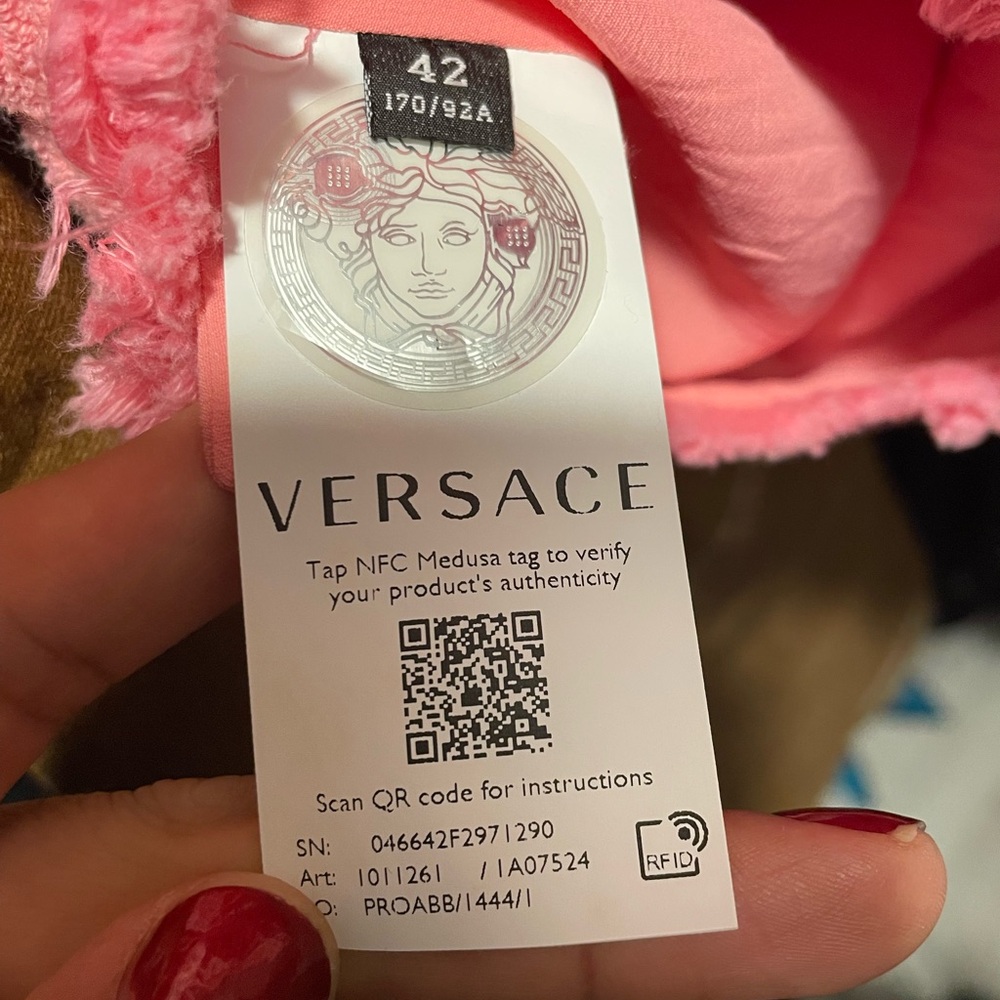 42
170/92A
VERSACE
Tap NFC Medusa tag to verify
your product's authenticity
Scan QR code for instructions
SN: 046642F2971290
Art: 1011261 / 1A07524
O: PROABB/1444/1
RFID